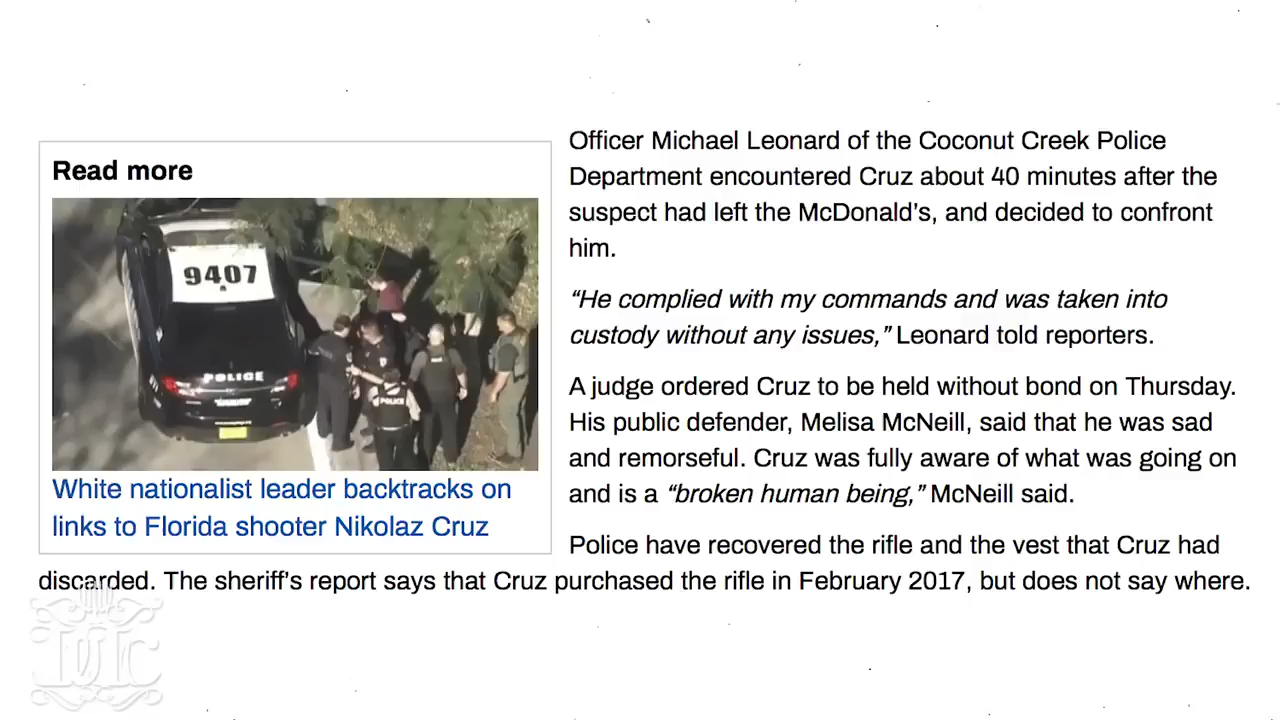 Read more
9407
POLICE
POLICE
White nationalist leader backtracks on
links to Florida shooter Nikolaz Cruz
Officer Michael Leonard of the Coconut Creek Police
Department encountered Cruz about 40 minutes after the
suspect had left the McDonald’s, and decided to confront
him.
“He complied with my commands and was taken into
custody without any issues,” Leonard told reporters.
A judge ordered Cruz to be held without bond on Thursday.
His public defender, Melisa McNeill, said that he was sad
and remorseful. Cruz was fully aware of what was going on
and is a “broken human being,” McNeill said.
Police have recovered the rifle and the vest that Cruz had
discarded. The sheriff’s report says that Cruz purchased the rifle in February 2017, but does not say where.